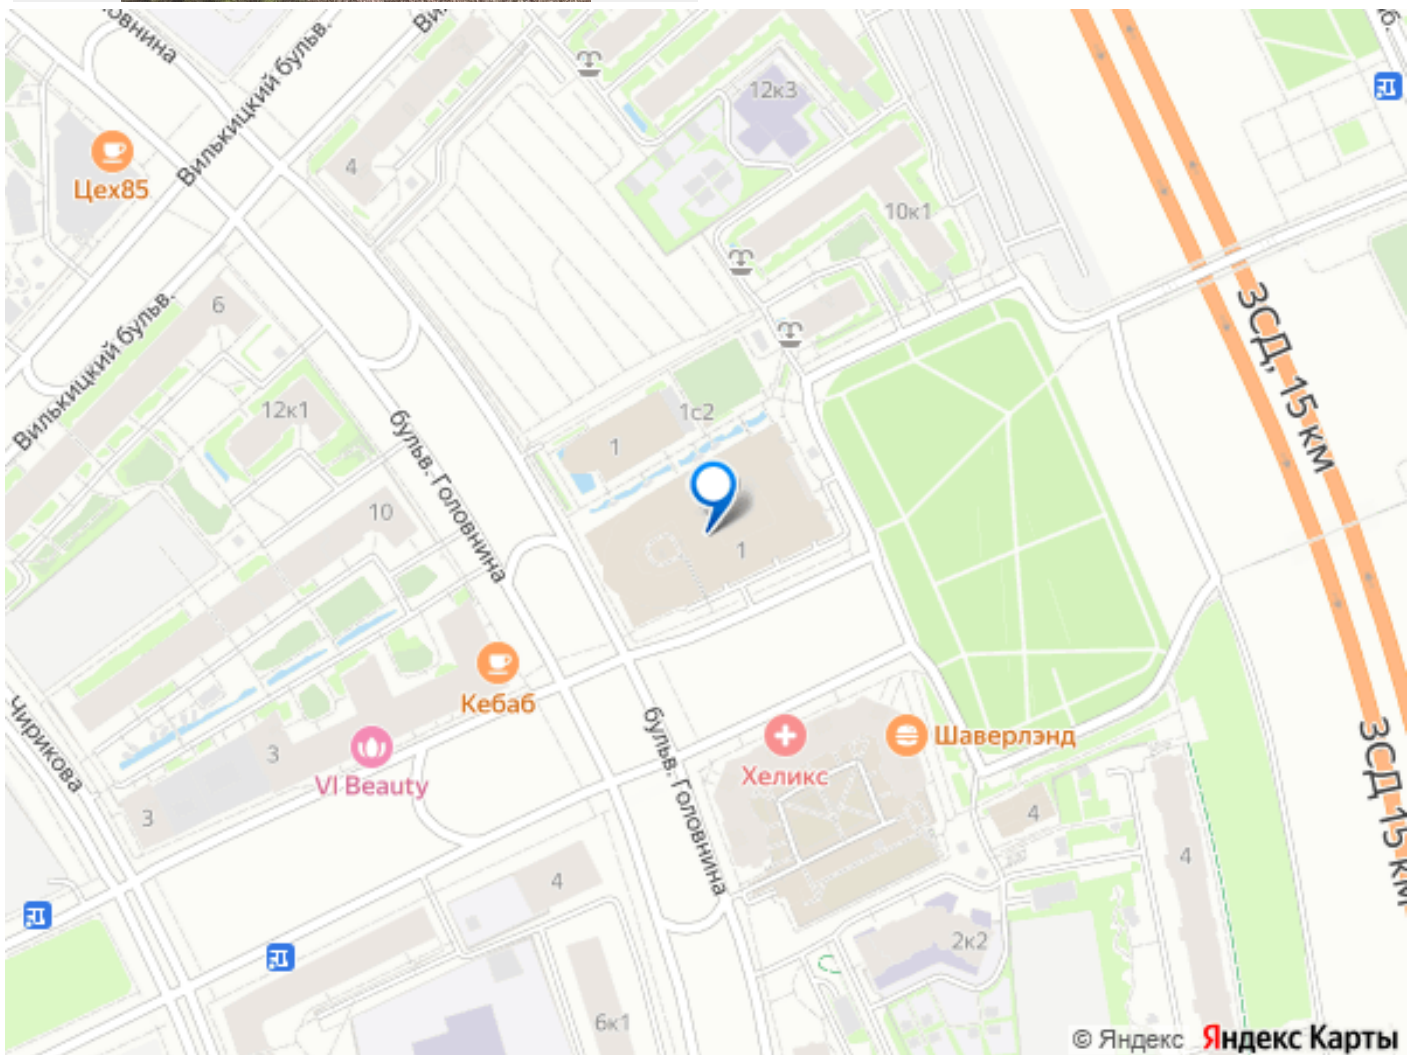 Вилькицкий бульв.
12к3
4
Цех85
10к1
6
Вилькицкий бульв.
ЗСД, 15 км
12к1
1с2
1
бульв. Головнина
10
1
Кебаб
Чирикова
бульв. Головнина
Шаверлэнд
3
Хеликс
VI Beauty
3
4
ЗСД 15 км
4
4
2к2
6к1
© Яндекс Яндекс Карты